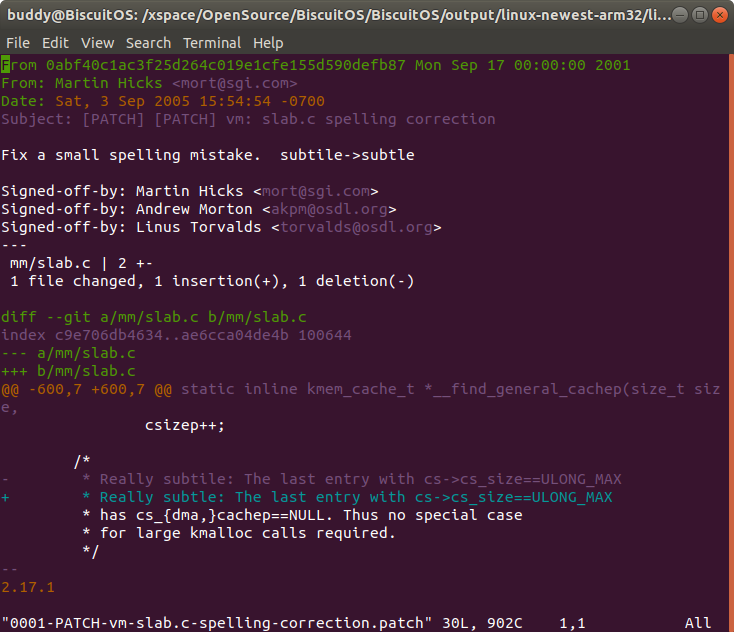 buddy@BiscuitOS: /xspace/OpenSource/BiscuitOS/BiscuitOS/output/linux-newest-arm32/li...
File Edit View Search Terminal Help
From 0abf40c1ac3f25d264c019e1cfe155d590defb87 Mon Sep 17 00:00:00 2001
From: Martin Hicks <mort@sgi.com>
Date: Sat, 3 Sep 2005 15:54:54 -0700
Subject: [PATCH] [PATCH] vm: slab.c spelling correction
Fix a small spelling mistake.  subtile->subtle
Signed-off-by: Martin Hicks <mort@sgi.com>
Signed-off-by: Andrew Morton <akpm@osdl.org>
Signed-off-by: Linus Torvalds <torvalds@osdl.org>
---
 mm/slab.c | 2 +-
 1 file changed, 1 insertion(+), 1 deletion(-)
diff --git a/mm/slab.c b/mm/slab.c
index c9e706db4634..ae6cca04de4b 100644
--- a/mm/slab.c
+++ b/mm/slab.c
@@ -600,7 +600,7 @@ static inline kmem_cache_t *__find_general_cachep(size_t siz
e,
                csizep++;
        /*
-        * Really subtile: The last entry with cs->cs_size==ULONG_MAX
+        * Really subtle: The last entry with cs->cs_size==ULONG_MAX
         * has cs_{dma,}cachep==NULL. Thus no special case
         * for large kmalloc calls required.
         */
--
2.17.1
"0001-PATCH-vm-slab.c-spelling-correction.patch" 30L, 902C    1,1           All